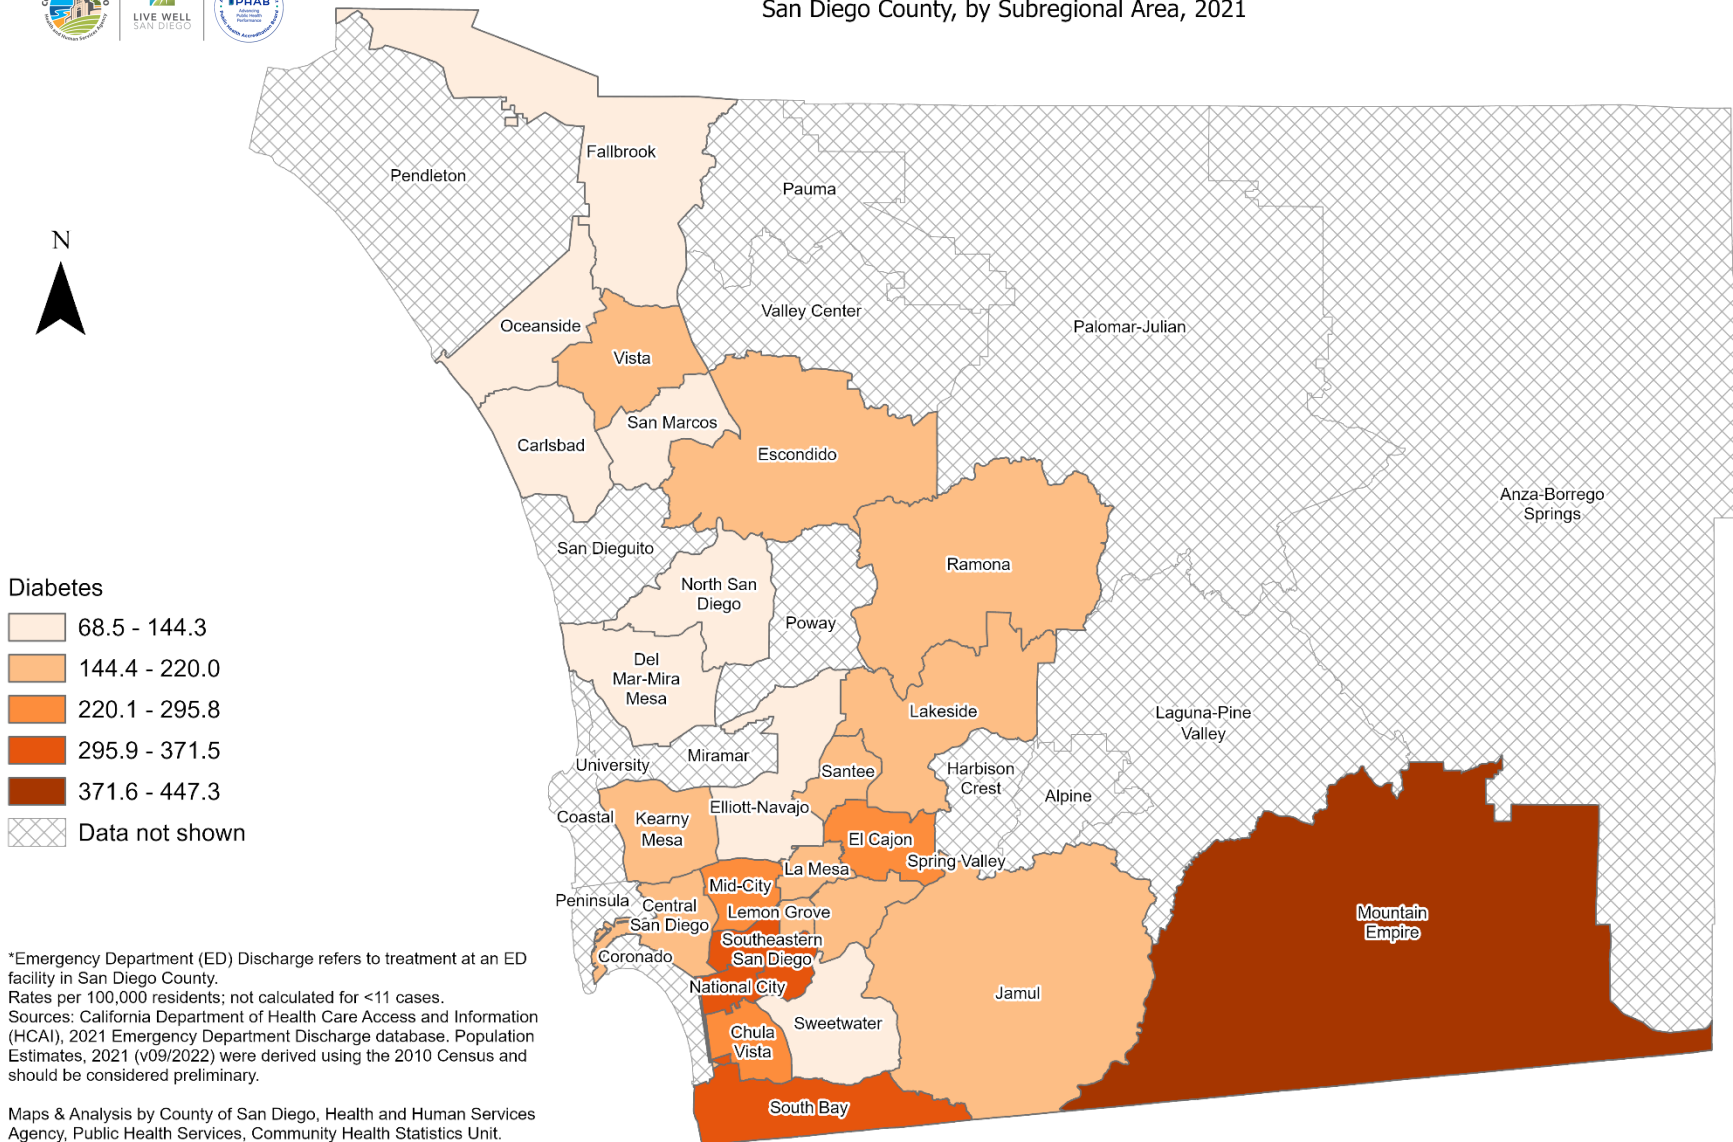 San Diego County, by Subregional Area, 2021
LIVE WELL
SAN DIEGO
PHAB
Advancing
Public Health
Performance
Fallbrook
Pendleton
Pauma
N
Valley Center
Oceanside
Palomar-Julian
Vista
San Marcos
Carlsbad
Escondido
Anza-Borrego
Springs
San Dieguito
Ramona
North San
Diego
Poway
Del
Mar-Mira
Mesa
Lakeside
Laguna-Pine
Valley
Miramar
University
Santee
Harbison
Crest
Alpine
Elliott-Navajo
Coastal
Kearny
Mesa
El Cajon
Spring Valley
La Mesa
Mid-City
Peninsula
Central
San Diego
Lemon Grove
Mountain
Empire
Southeastern
San Diego
Coronado
National City
Jamul
Sweetwater
Chula
Vista
South Bay
Diabetes
68.5 - 144.3
144.4 - 220.0
220.1 - 295.8
295.9 - 371.5
371.6 - 447.3
Data not shown
*Emergency Department (ED) Discharge refers to treatment at an ED
facility in San Diego County.
Rates per 100,000 residents; not calculated for <11 cases.
Sources: California Department of Health Care Access and Information
(HCAI), 2021 Emergency Department Discharge database. Population
Estimates, 2021 (v09/2022) were derived using the 2010 Census and
should be considered preliminary.
Maps & Analysis by County of San Diego, Health and Human Services
Agency, Public Health Services, Community Health Statistics Unit.